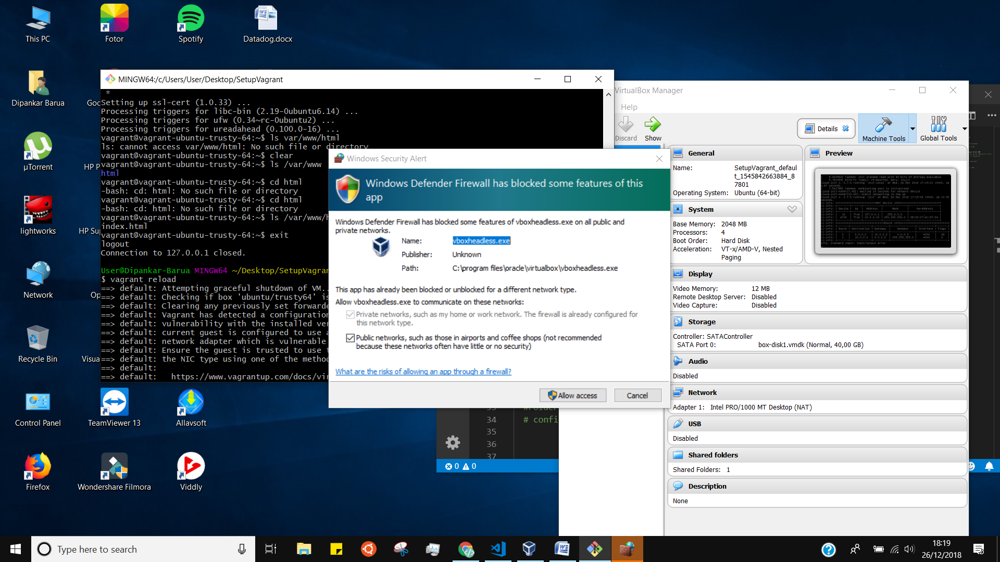 This PC
Fotor
Spotify
Datadog.docx
Dipankar Barua
Goo
µTorrent
HP P
lightworks
HP Sup
Network
Op
Recycle Bin
Visua
Control Panel
TeamViewer 13
Allavsoft
Firefox
Wondershare Filmora
Viddly
MINGW64:/c/Users/User/Desktop/SetupVagrant
*
Setting up ssl-cert (1.0.33) ...
Processing triggers for libc-bin (2.19-0ubuntu6.14) ...
Processing triggers for ufw (0.34~rc-0ubuntu2) ...
Processing triggers for ureadahead (0.100.0-16) ...
vagrant@vagrant-ubuntu-trusty-64:~$ ls var/www/html
ls: cannot access var/www/html: No such file or directory
vagrant@vagrant-ubuntu-trusty-64:~$ clear
vagrant@vagrant-ubuntu-trusty-64:~$ ls /var/www
html
vagrant@vagrant-ubuntu-trusty-64:~$ cd html
-bash: cd: html: No such file or directory
vagrant@vagrant-ubuntu-trusty-64:~$ cd html
-bash: cd: html: No such file or directory
vagrant@vagrant-ubuntu-trusty-64:~$ ls /var/www/h
index.html
vagrant@vagrant-ubuntu-trusty-64:~$ exit
logout
Connection to 127.0.0.1 closed.
User@Dipankar-Barua MINGW64 ~/Desktop/SetupVagran
$ vagrant reload
==> default: Attempting graceful shutdown of VM..
==> default: Checking if box 'ubuntu/trusty64' is
==> default: Clearing any previously set forwarde
==> default: Vagrant has detected a configuration
==> default: vulnerability with the installed ver
==> default: current guest is configured to use a
==> default: network adapter which is vulnerable
==> default: Ensure the guest is trusted to use t
==> default: the NIC type using one of the method
==> default:
==> default:   https://www.vagrantup.com/docs/vir
Windows Security Alert
Windows Defender Firewall has blocked some features of this
app
Windows Defender Firewall has blocked some features of vboxheadless.exe on all public and
private networks.
Name: vboxheadless.exe
Publisher: Unknown
Path: C:\program files\oracle\virtualbox\vboxheadless.exe
This app has already been blocked or unblocked for a different network type.
Allow vboxheadless.exe to communicate on these networks:
Private networks, such as my home or work network. The firewall is already configured for
this network type.
Public networks, such as those in airports and coffee shops (not recommended
because these networks often have little or no security)
What are the risks of allowing an app through a firewall?
Allow access
Cancel
33 #Folder
34 # confi
35
36
37
0 0
VirtualBox Manager
Help
Discard
Show
Details
Machine Tools
Global Tools
General
Name: SetupVagrant_defaul
t_1545842663884_8
7801
Operating System: Ubuntu (64-bit)
Preview
System
Base Memory: 2048 MB
Processors: 4
Boot Order: Hard Disk
Acceleration: VT-x/AMD-V, Nested
Paging
Display
Video Memory: 12 MB
Remote Desktop Server: Disabled
Video Capture: Disabled
Storage
Controller: SATAController
SATA Port 0: box-disk1.vmdk (Normal, 40,00 GB)
Audio
Disabled
Network
Adapter 1: Intel PRO/1000 MT Desktop (NAT)
USB
Disabled
Shared folders
Shared Folders: 1
Description
None
Type here to search
18:19
26/12/2018